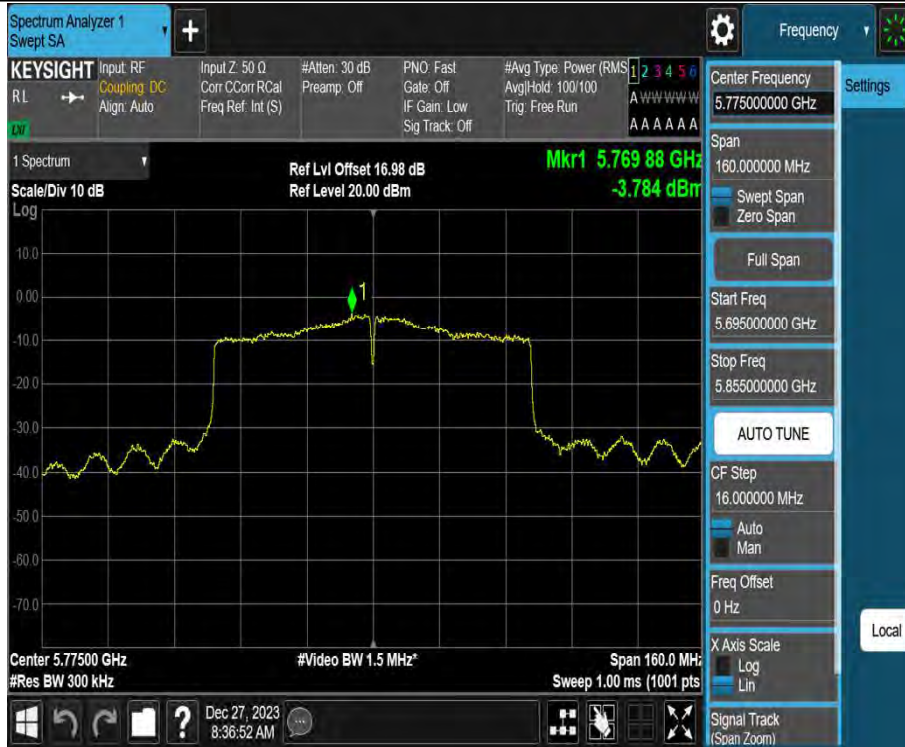 Spectrum Analyzer 1
Swept SA
+
Frequency
KEYSIGHT
RL
LXI
Input: RF
Coupling: DC
Align: Auto
Input Z: 50 Ω
Corr CCorr RCal
Freq Ref: Int (S)
#Atten: 30 dB
Preamp: Off
PNO: Fast
Gate: Off
IF Gain: Low
Sig Track: Off
#Avg Type: Power (RMS
Avg|Hold: 100/100
Trig: Free Run
1 2 3 4 5 6
A W W W W W
A A A A A A
Settings
1 Spectrum
Scale/Div 10 dB
Log
Ref Lvl Offset 16.98 dB
Ref Level 20.00 dBm
Mkr1 5.769 88 GHz
-3.784 dBm
10.0
0.00
-10.0
-20.0
-30.0
-40.0
-50.0
-60.0
-70.0
1
Center 5.77500 GHz
#Res BW 300 kHz
#Video BW 1.5 MHz*
Span 160.0 MHz
Sweep 1.00 ms (1001 pts
Center Frequency
5.775000000 GHz
Span
160.000000 MHz
Swept Span
Zero Span
Full Span
Start Freq
5.695000000 GHz
Stop Freq
5.855000000 GHz
AUTO TUNE
CF Step
16.000000 MHz
Auto
Man
Freq Offset
0 Hz
X Axis Scale
Log
Lin
Signal Track
(Span Zoom)
Local
?
Dec 27, 2023
8:36:52 AM